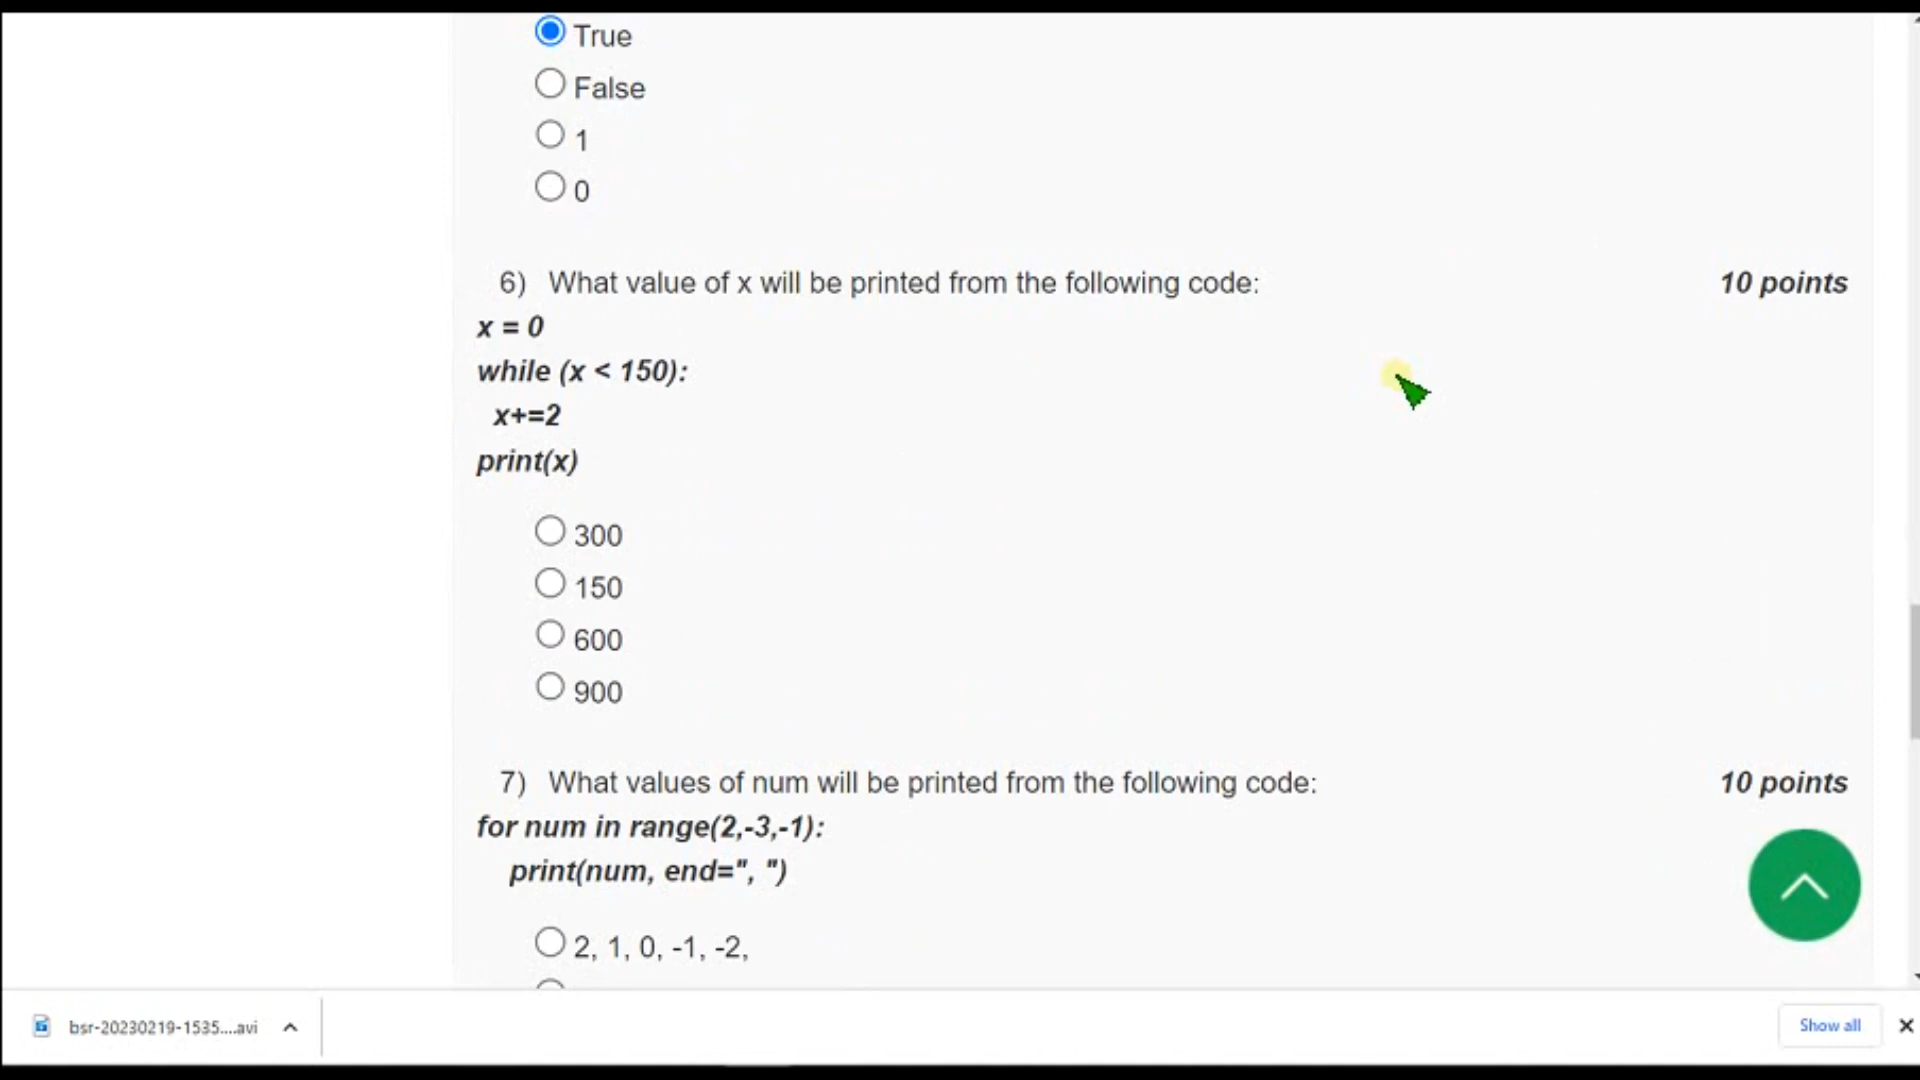 True
False
1
0
6) What value of x will be printed from the following code: 10 points
x = 0
while (x < 150):
x+=2
print(x)
300
150
600
900
7) What values of num will be printed from the following code: 10 points
for num in range(2,-3,-1):
print(num, end=", ")
2, 1, 0, -1, -2,
bsr-20230219-1535....avi
Show all